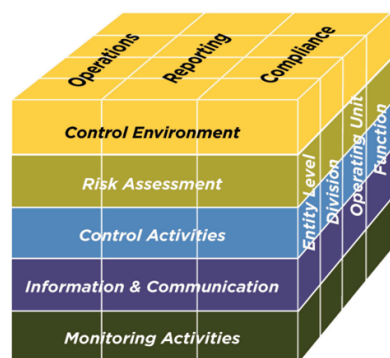 Operations
Reporting
Compliance
Control Environment
Risk Assessment
Control Activities
Information & Communication
Monitoring Activities
Entity Level
Division
Operating Unit
Function